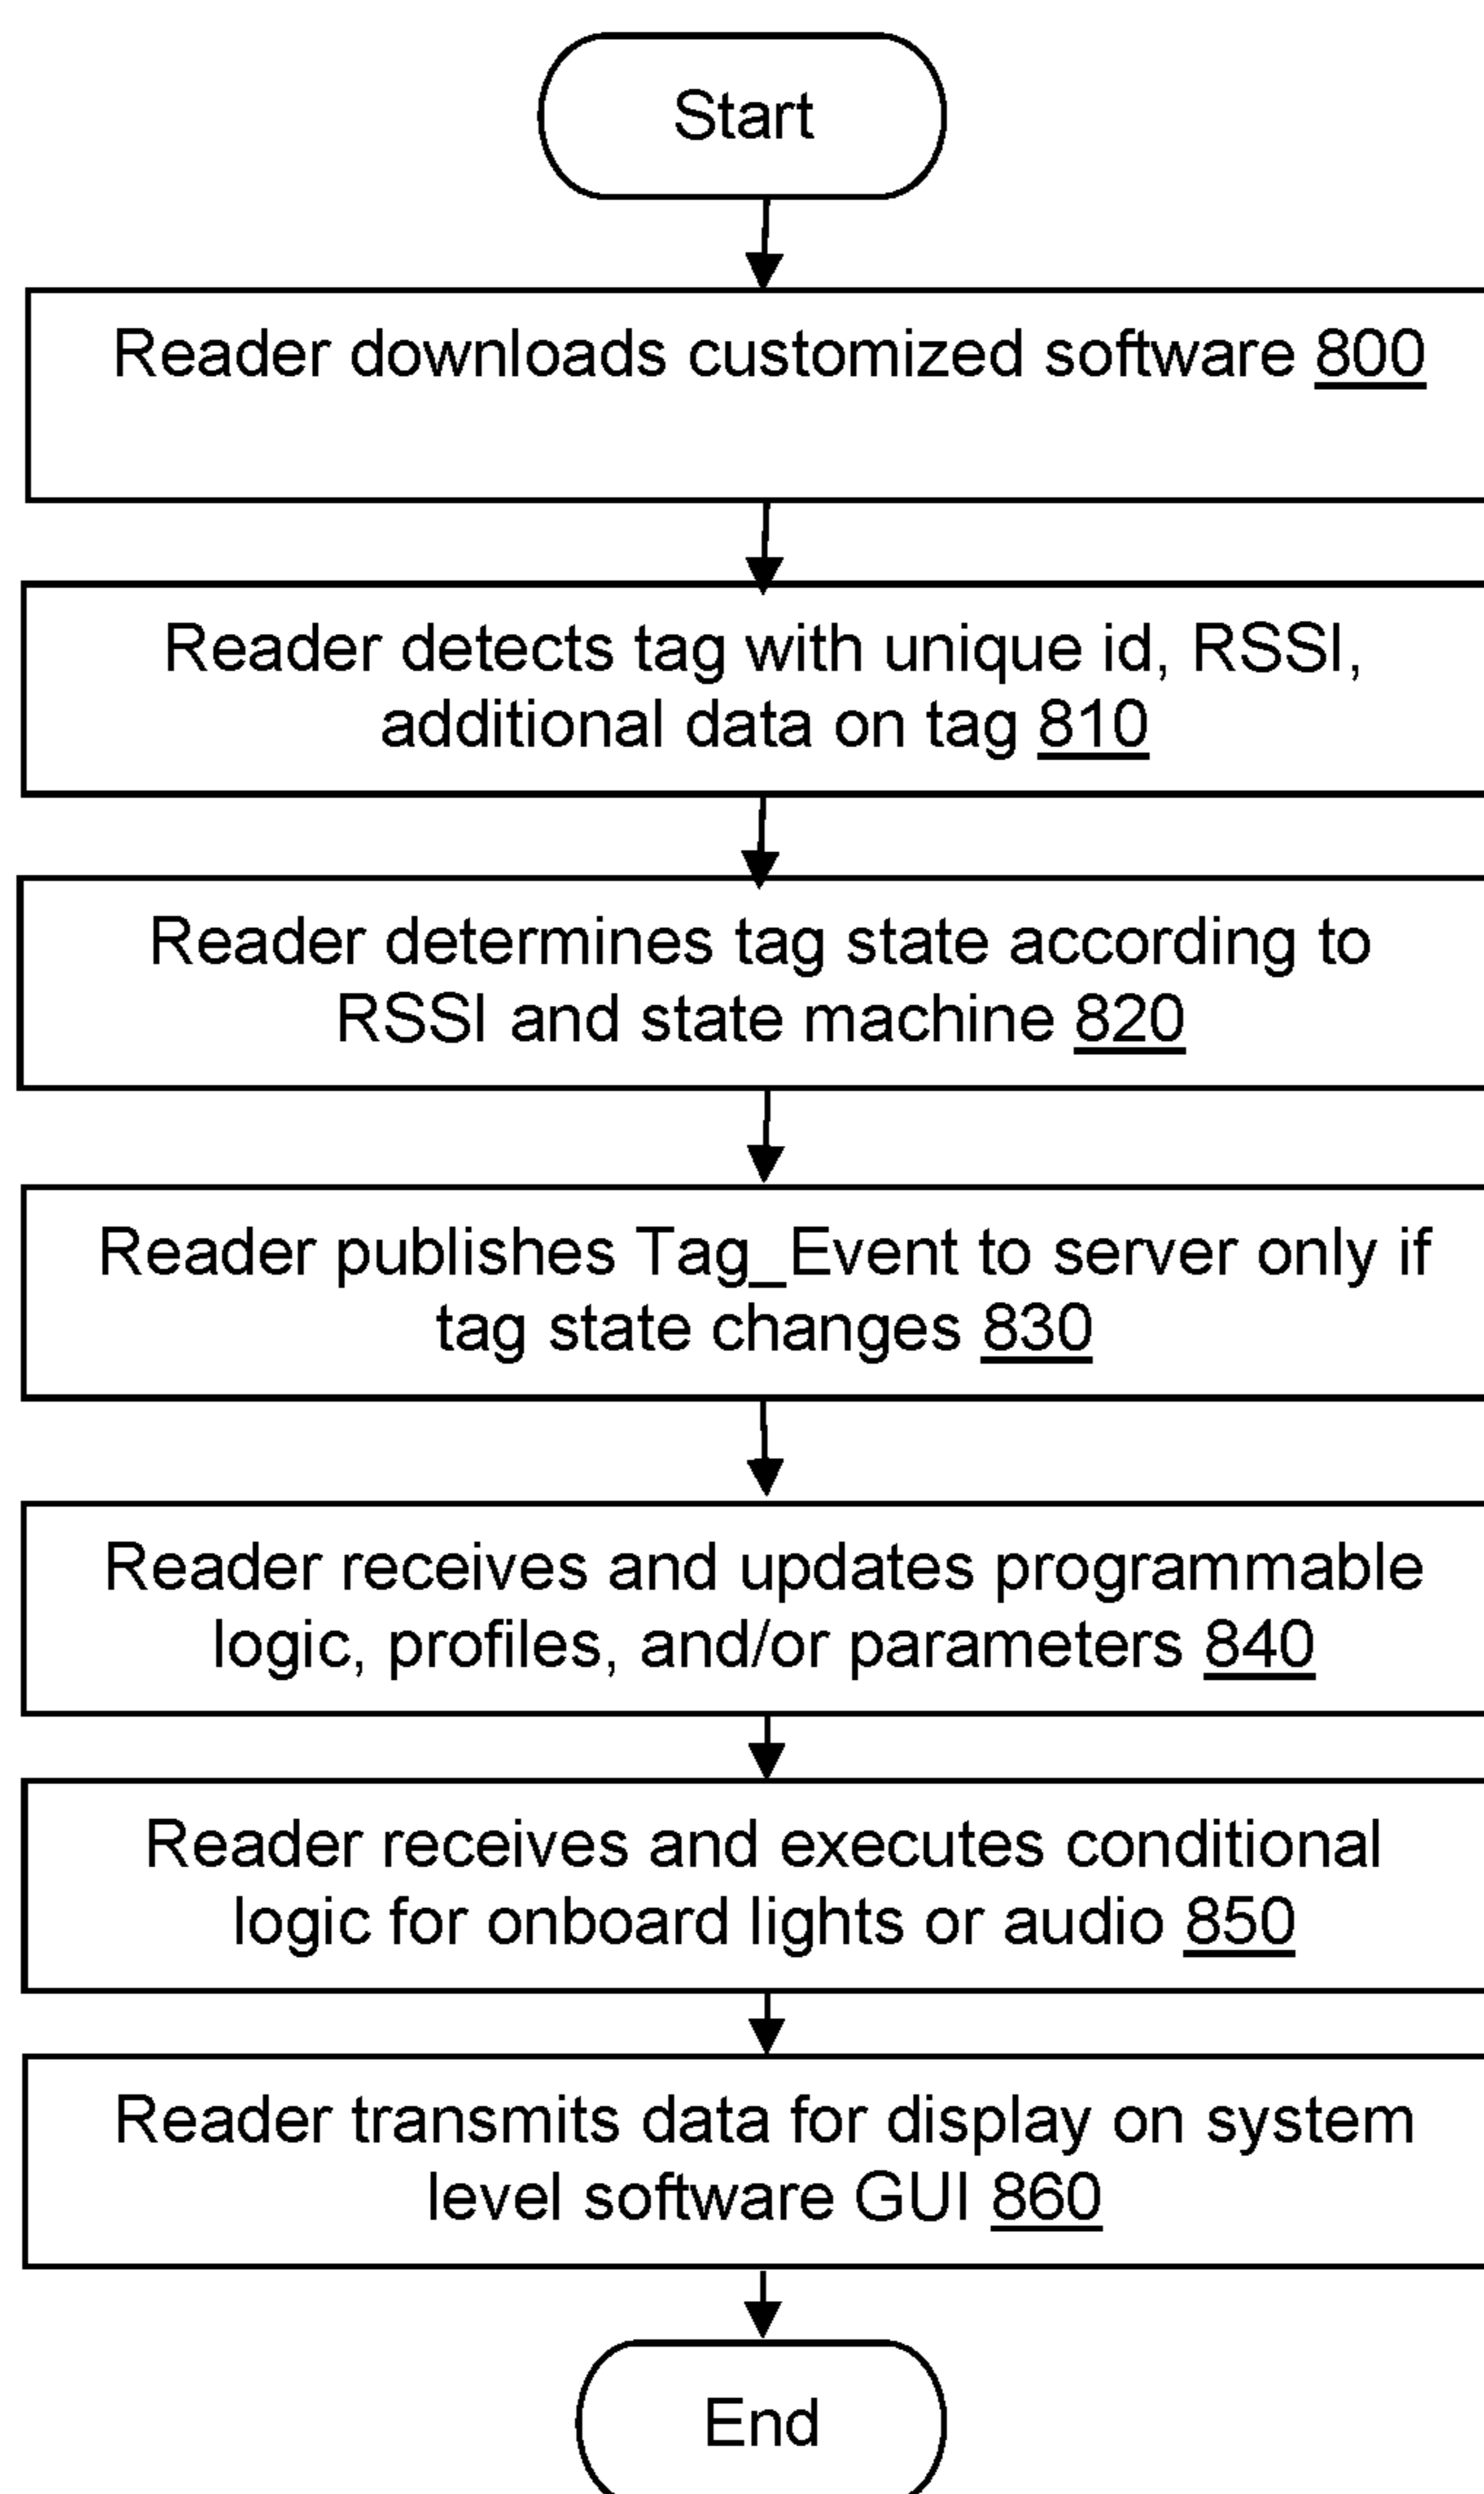 Start
Reader downloads customized software 800
Reader detects tag with unique id, RSSI,
additional data on tag 810
Reader determines tag state according to
RSSI and state machine 820
Reader publishes Tag_Event to server only if
tag state changes 830
Reader receives and updates programmable
logic, profiles, and/or parameters 840
Reader receives and executes conditional
logic for onboard lights or audio 850
Reader transmits data for display on system
level software GUI 860
End